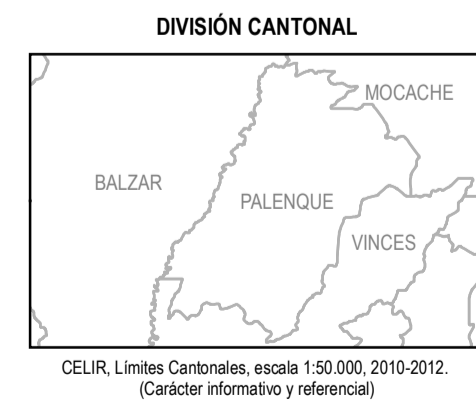 DIVISIÓN CANTONAL
MOCACHE
BALZAR
PALENQUE
VINCES
CELIR, Límites Cantonales, escala 1:50.000, 2010-2012.
(Carácter informativo y referencial)